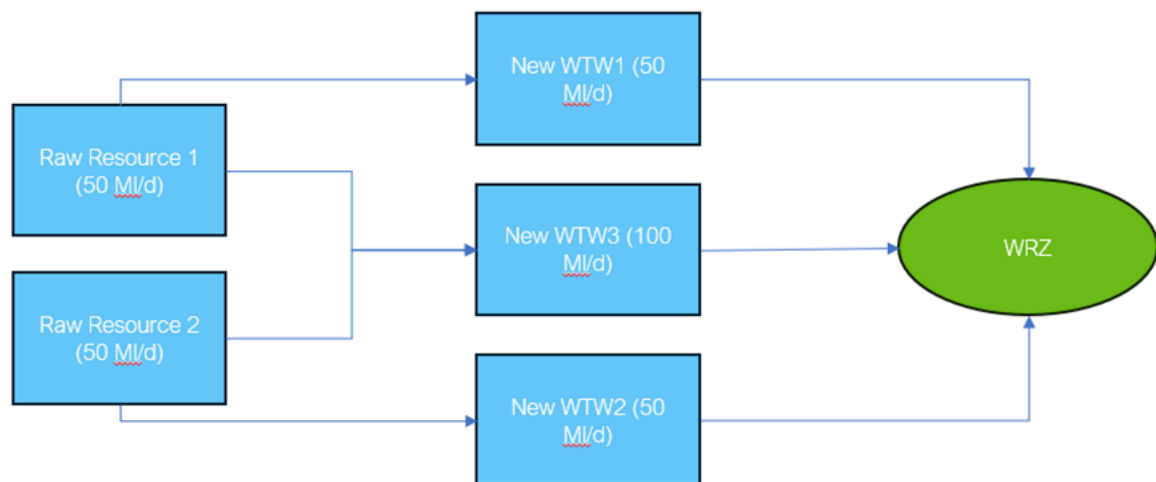 New WTW1 (50
Ml/d)
Raw Resource 1
(50 Ml/d)
New WTW3 (100
Ml/d)
WRZ
Raw Resource 2
(50 Ml/d)
New WTW2 (50
Ml/d)